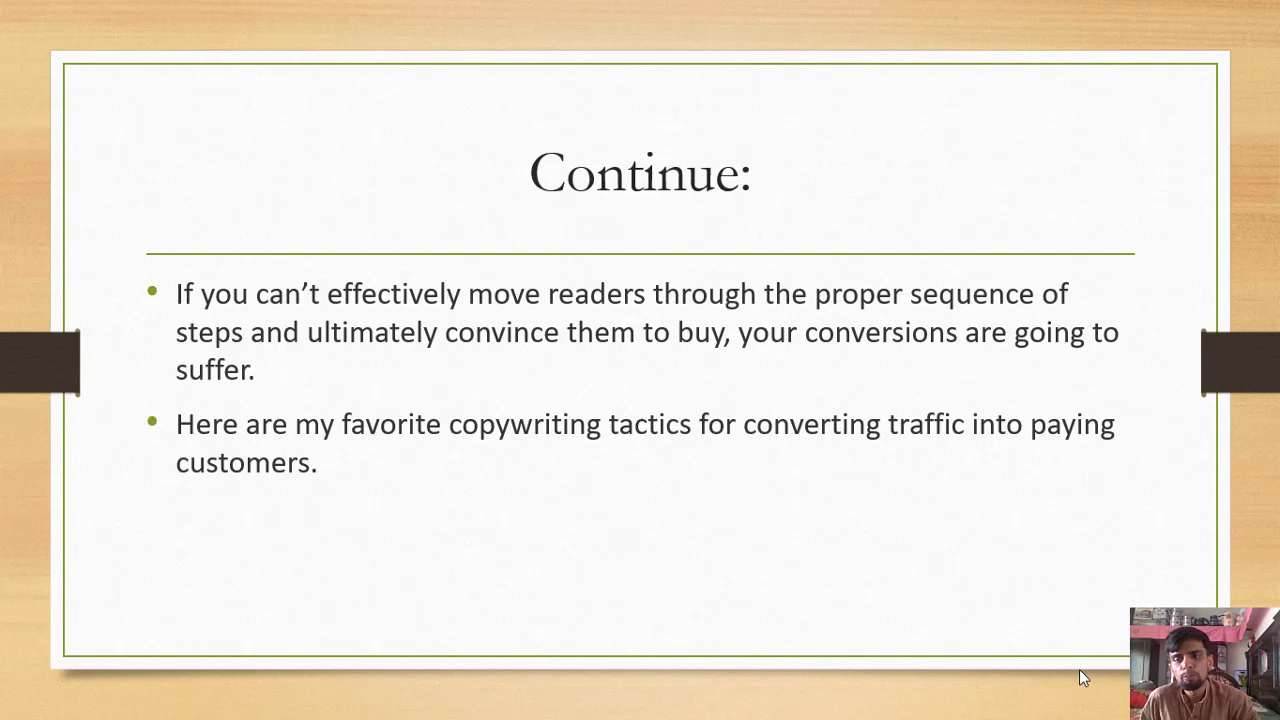 Continue:
• If you can’t effectively move readers through the proper sequence of
steps and ultimately convince them to buy, your conversions are going to
suffer.
• Here are my favorite copywriting tactics for converting traffic into paying
customers.